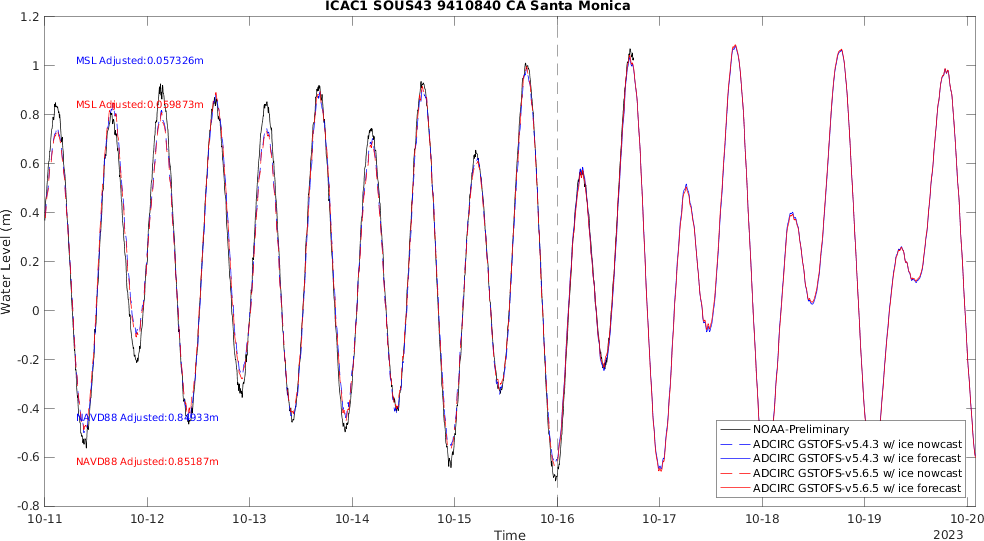 ICAC1 SOUS43 9410840 CA Santa Monica
1.2
1
0.8
0.6
0.4
0.2
0
-0.2
-0.4
-0.6
-0.8
Water Level (m)
MSL Adjusted:0.057326m
MSL Adjusted:0.059873m
NAVD88 Adjusted:0.84933m
NAVD88 Adjusted:0.85187m
NOAA-Preliminary
ADCIRC GSTOFS-v5.4.3 w/ ice nowcast
ADCIRC GSTOFS-v5.4.3 w/ ice forecast
ADCIRC GSTOFS-v5.6.5 w/ ice nowcast
ADCIRC GSTOFS-v5.6.5 w/ ice forecast
10-11 10-12 10-13 10-14 10-15 10-16 10-17 10-18 10-19 10-20
Time
2023